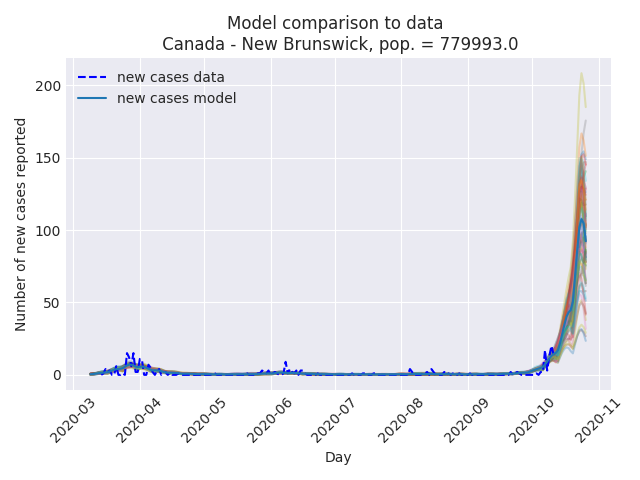 Model comparison to data
Canada - New Brunswick, pop. = 779993.0
new cases data
new cases model
Number of new cases reported
200
150
100
50
0
2020-03
2020-04
2020-05
2020-06
2020-07
2020-08
2020-09
2020-10
2020-11
Day